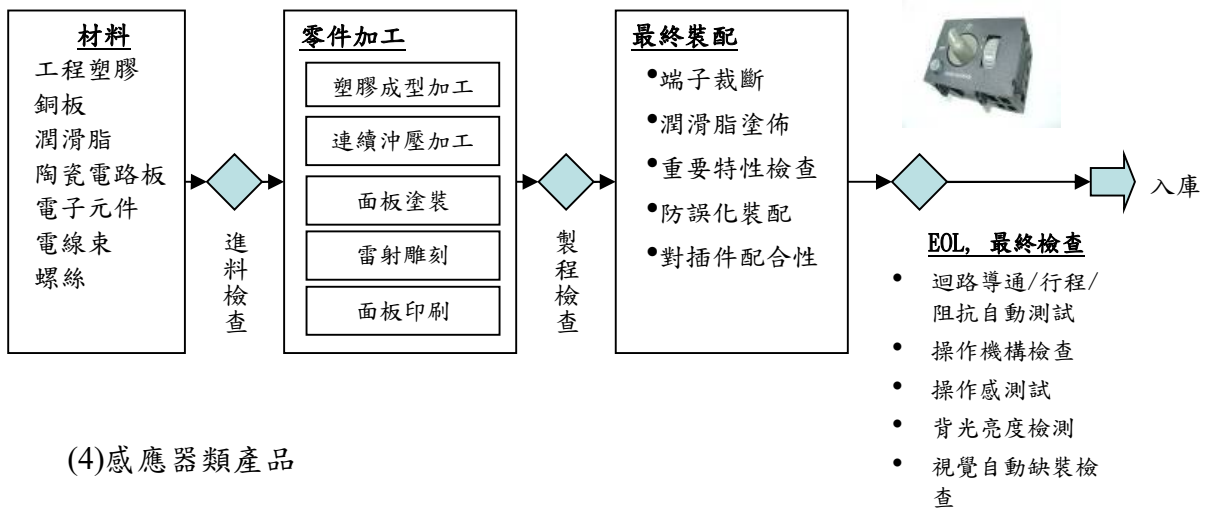 材料
工程塑膠
銅板
潤滑脂
陶瓷電路板
電子元件
電線束
螺絲
進料檢查
零件加工
塑膠成型加工
連續沖壓加工
面板塗裝
雷射雕刻
面板印刷
製程檢查
最終裝配
•端子裁斷
•潤滑脂塗佈
•重要特性檢查
•防誤化裝配
•對插件配合性
入庫
EOL, 最終檢查
• 迴路導通/行程/
阻抗自動測試
• 操作機構檢查
• 操作感測試
• 背光亮度檢測
• 視覺自動缺裝檢
查
(4)感應器類產品